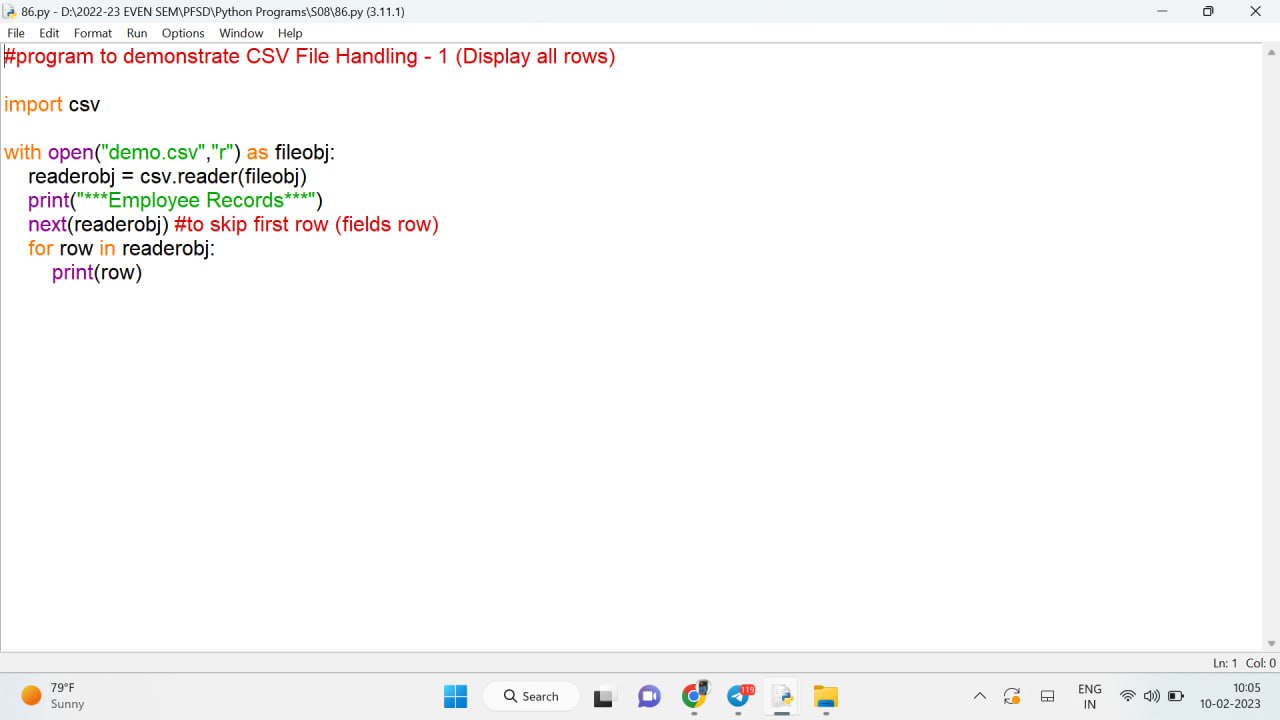 86.py - D:\2022-23 EVEN SEM\PFSD\Python Programs\S08\86.py (3.11.1)
File Edit Format Run Options Window Help
#program to demonstrate CSV File Handling - 1 (Display all rows)
import csv
with open("demo.csv","r") as fileobj:
    readerobj = csv.reader(fileobj)
    print("***Employee Records***")
    next(readerobj) #to skip first row (fields row)
    for row in readerobj:
        print(row)
Ln: 1 Col: 0
79°F
Sunny
Search
119
ENG
IN
10:05
10-02-2023